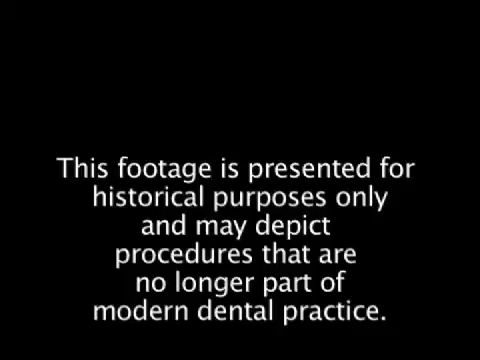 This footage is presented for
historical purposes only
and may depict
procedures that are
no longer part of
modern dental practice.